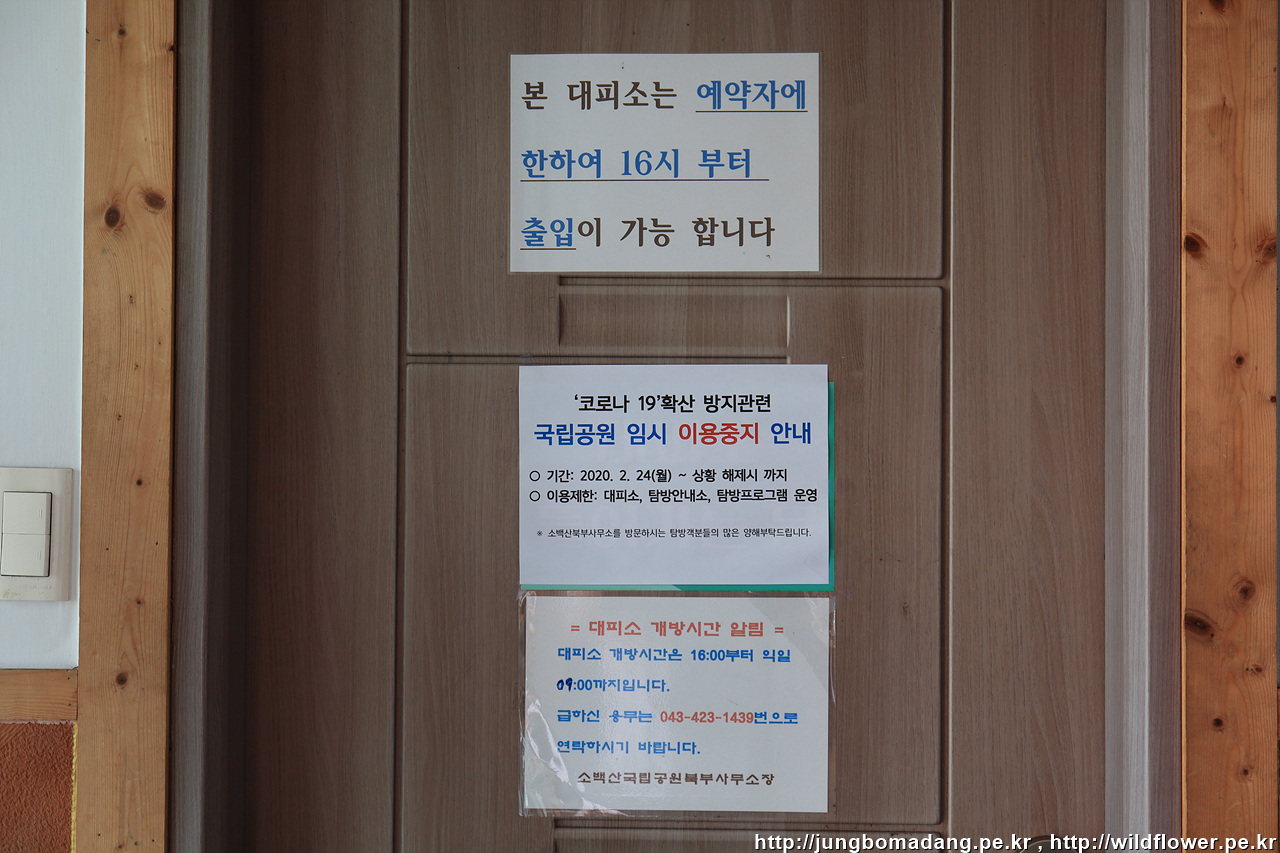 본 대피소는 예약자에
한하여 16시 부터
출입이 가능 합니다
‘코로나 19’확산 방지관련
국립공원 임시 이용중지 안내
○ 기간: 2020. 2. 24(월) ~ 상황 해제시 까지
○ 이용제한: 대피소, 탐방안내소, 탐방프로그램 운영
※ 소백산북부사무소를 방문하시는 탐방객분들의 많은 양해부탁드립니다.
= 대피소 개방시간 알림 =
대피소 개방시간은 16:00부터 익일
09:00까지입니다.
급하신 용무는 043-423-1439번으로
연락하시기 바랍니다.
소백산국립공원북부사무소장
http://jungbomadang.pe.kr , http://wildflower.pe.kr